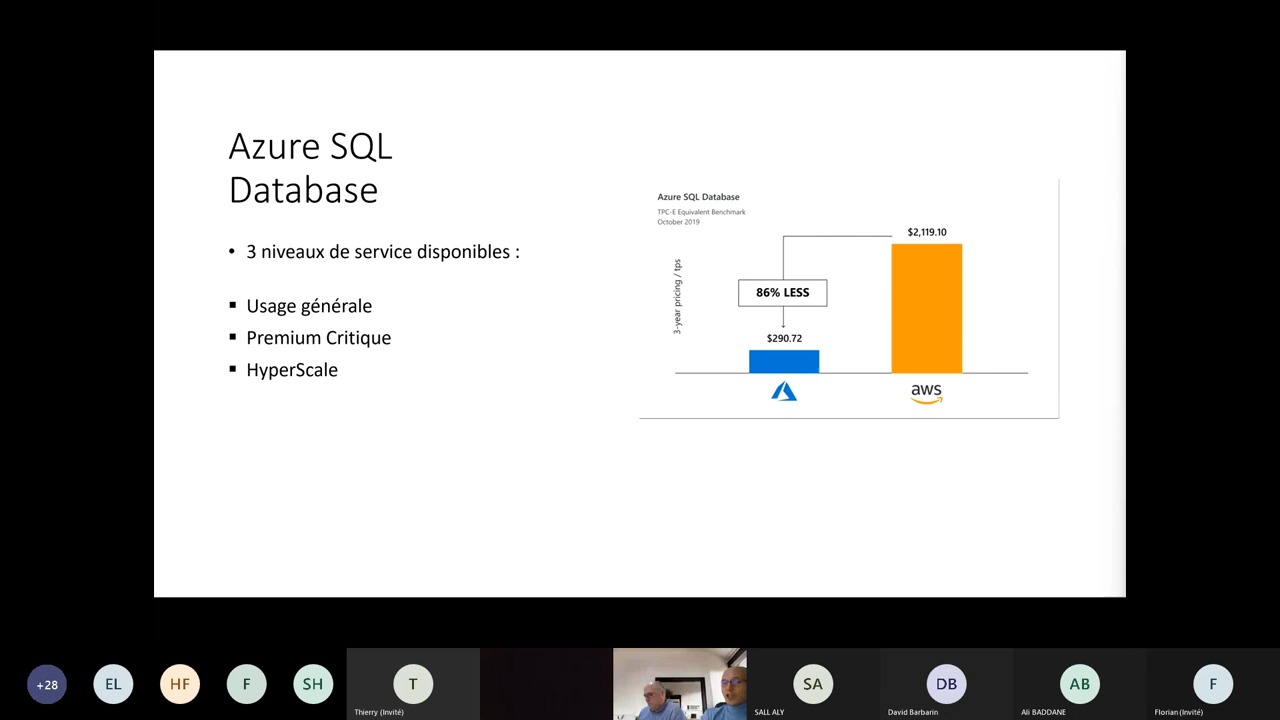 Azure SQL
Database
• 3 niveaux de service disponibles :
▪ Usage générale
▪ Premium Critique
▪ HyperScale
Azure SQL Database
TPC-E Equivalent Benchmark
October 2019
3-year pricing / tps
$2,119.10
86% LESS
$290.72
aws
+28
EL
HF
F
SH
T
Thierry (Invité)
SA
SALL ALY
DB
David Barbarin
AB
Ali BADDANE
F
Florian (Invité)